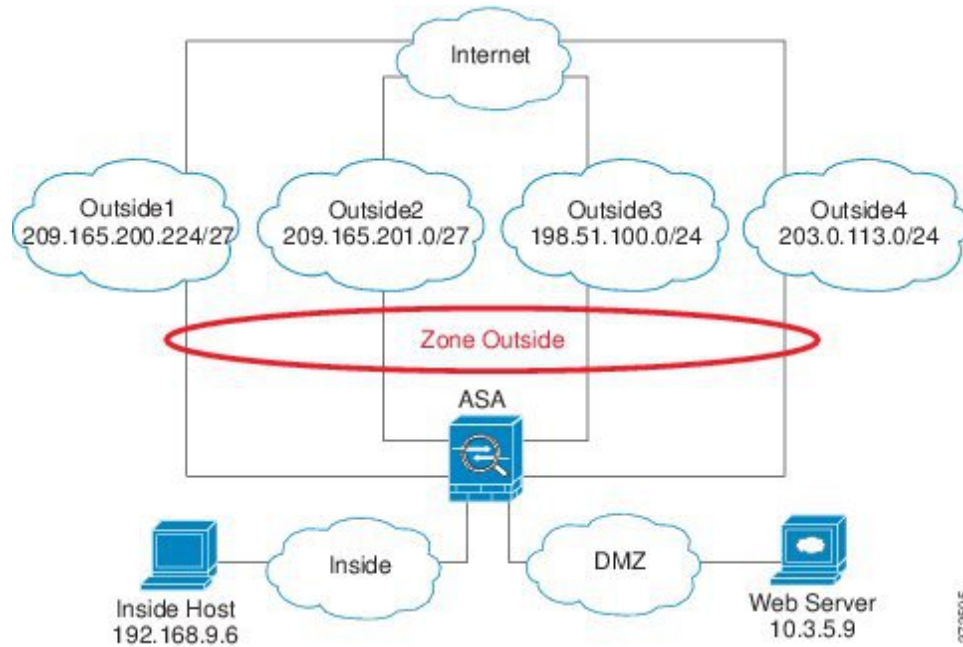 Internet
Outside1
209.165.200.224/27
Outside2
209.165.201.0/27
Outside3
198.51.100.0/24
Outside4
203.0.113.0/24
Zone Outside
ASA
Inside
DMZ
Inside Host
192.168.9.6
Web Server
10.3.5.9